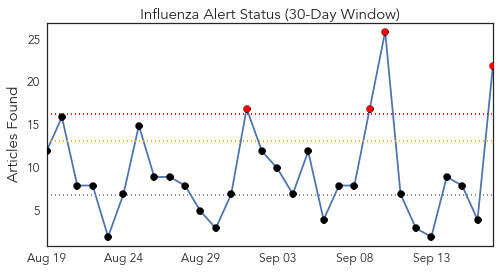 Influenza Alert Status (30-Day Window)
Articles Found
25
20
15
10
5
Aug 19 Aug 24 Aug 29 Sep 03 Sep 08 Sep 13